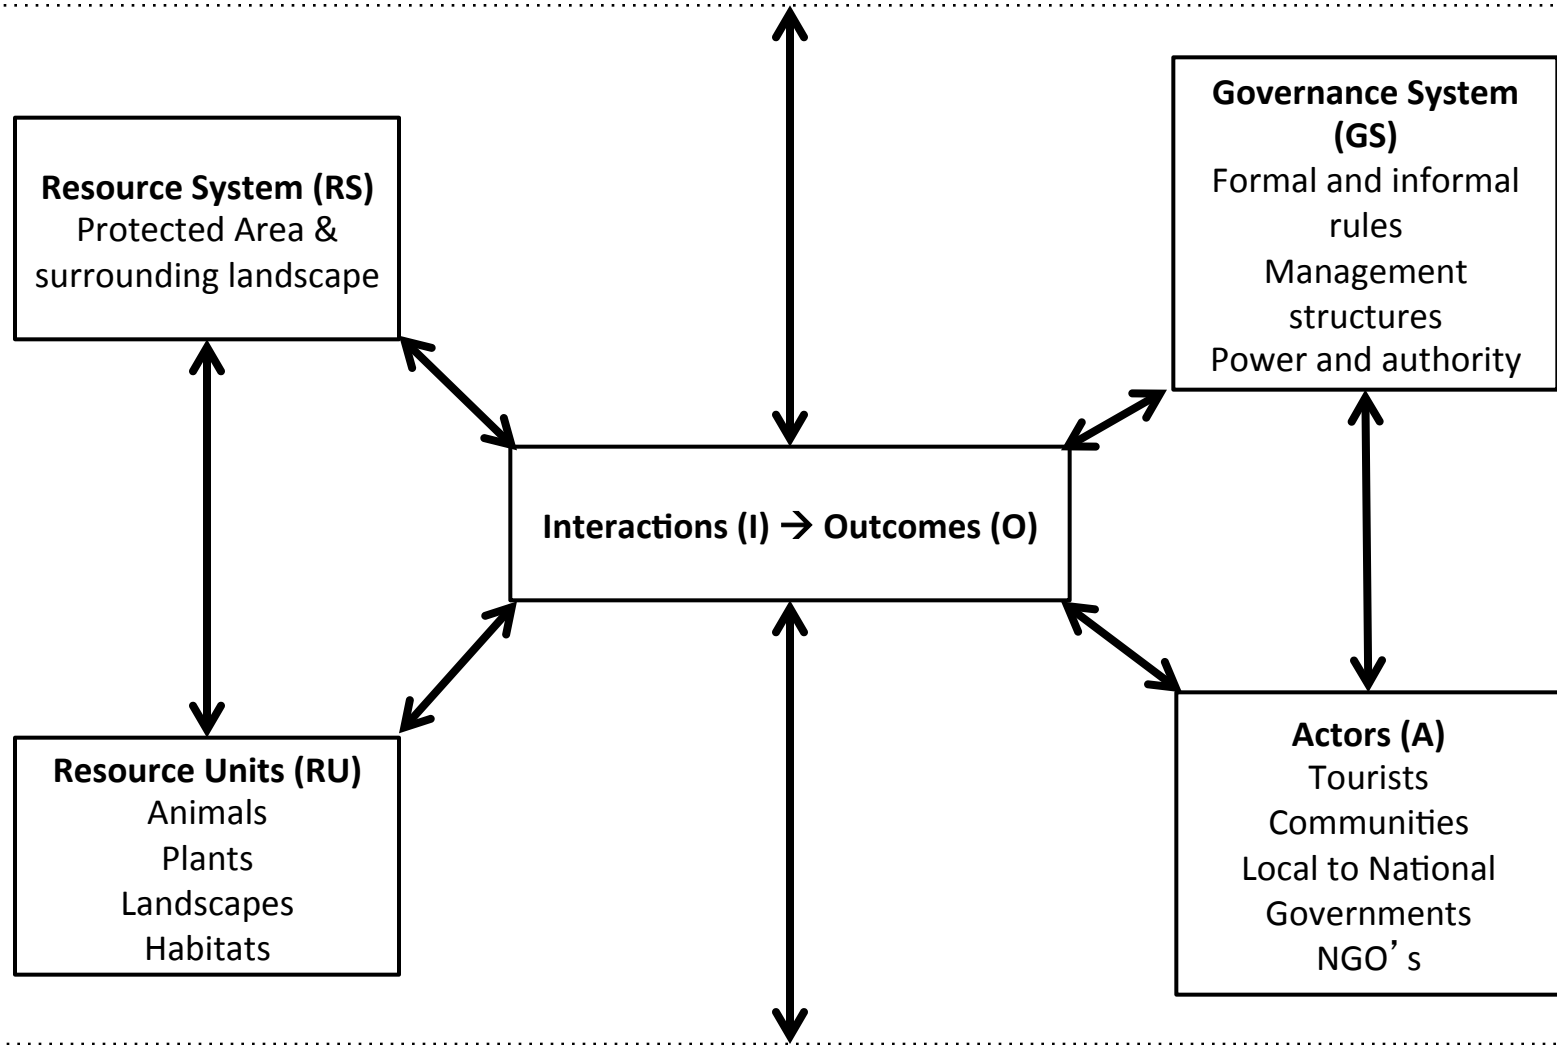 Resource System (RS)
Protected Area &
surrounding landscape
Governance System
(GS)
Formal and informal
rules
Management
structures
Power and authority
Interactions (I) → Outcomes (O)
Resource Units (RU)
Animals
Plants
Landscapes
Habitats
Actors (A)
Tourists
Communities
Local to National
Governments
NGO’s